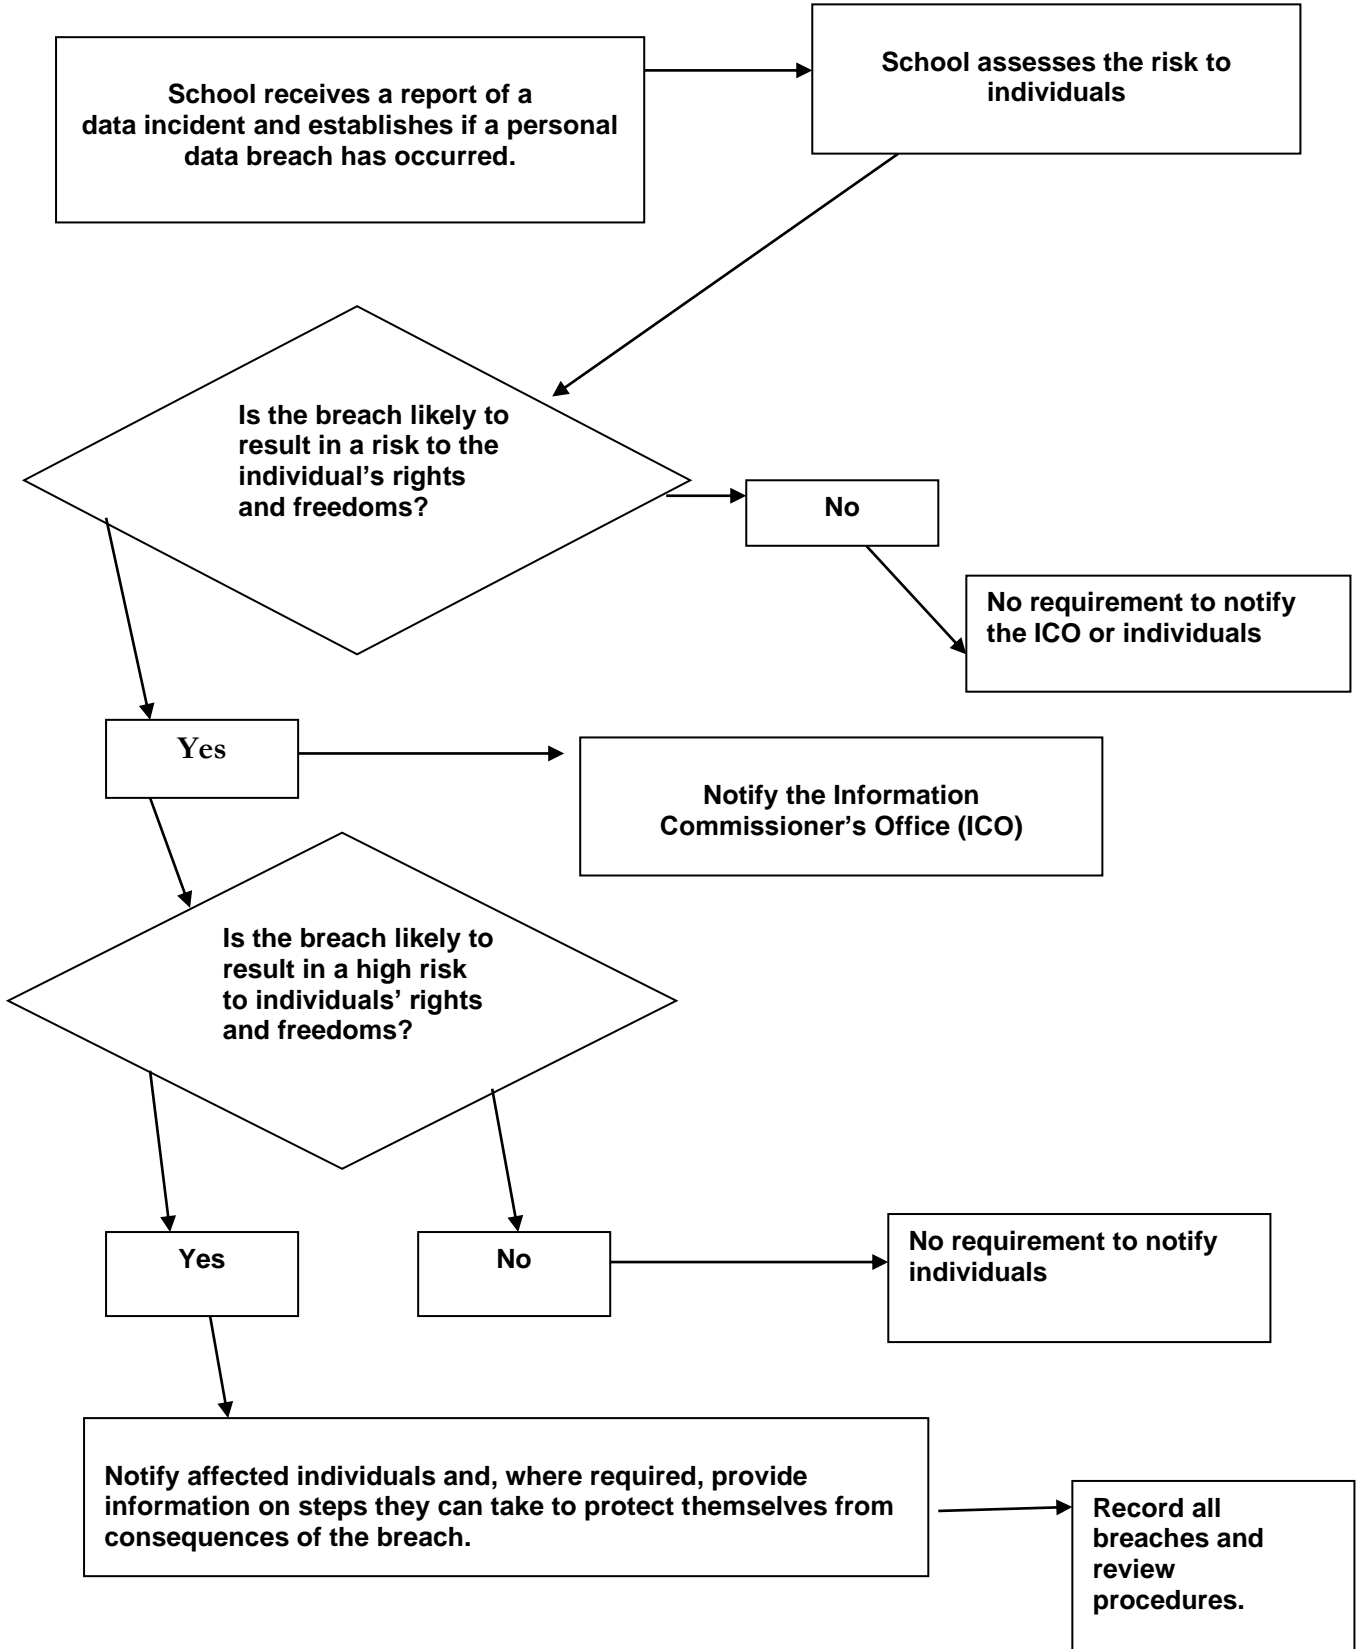 School receives a report of a
data incident and establishes if a personal
data breach has occurred.
School assesses the risk to
individuals
Is the breach likely to
result in a risk to the
individual’s rights
and freedoms?
No
No requirement to notify
the ICO or individuals
Yes
Notify the Information
Commissioner’s Office (ICO)
Is the breach likely to
result in a high risk
to individuals’ rights
and freedoms?
Yes
No
No requirement to notify
individuals
Notify affected individuals and, where required, provide
information on steps they can take to protect themselves from
consequences of the breach.
Record all
breaches and
review
procedures.